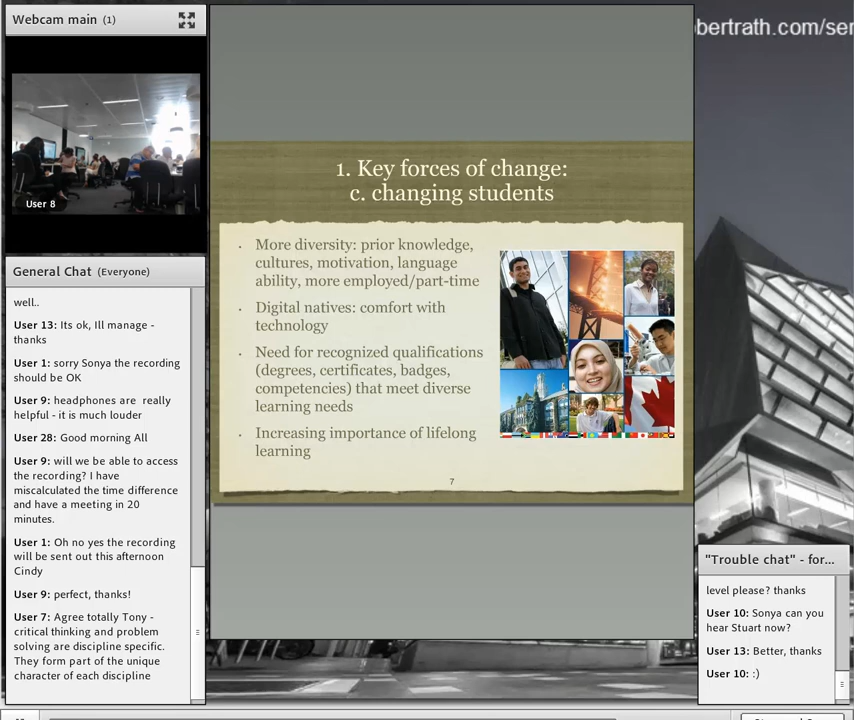 Webcam main (1)
User 8
General Chat (Everyone)
well..
User 13: Its ok, Ill manage -
thanks
User 1: sorry Sonya the recording
should be OK
User 9: headphones are really
helpful - it is much louder
User 28: Good morning All
User 9: will we be able to access
the recording? I have
miscalculated the time difference
and have a meeting in 20
minutes.
User 1: Oh no yes the recording
will be sent out this afternoon
Cindy
User 9: perfect, thanks!
User 7: Agree totally Tony -
critical thinking and problem
solving are discipline specific.
They form part of the unique
character of each discipline
1. Key forces of change:
c. changing students
· More diversity: prior knowledge,
cultures, motivation, language
ability, more employed/part-time
· Digital natives: comfort with
technology
· Need for recognized qualifications
(degrees, certificates, badges,
competencies) that meet diverse
learning needs
· Increasing importance of lifelong
learning
7
bertrath.com/ser
"Trouble chat" - for...
level please? thanks
User 10: Sonya can you
hear Stuart now?
User 13: Better, thanks
User 10: :)